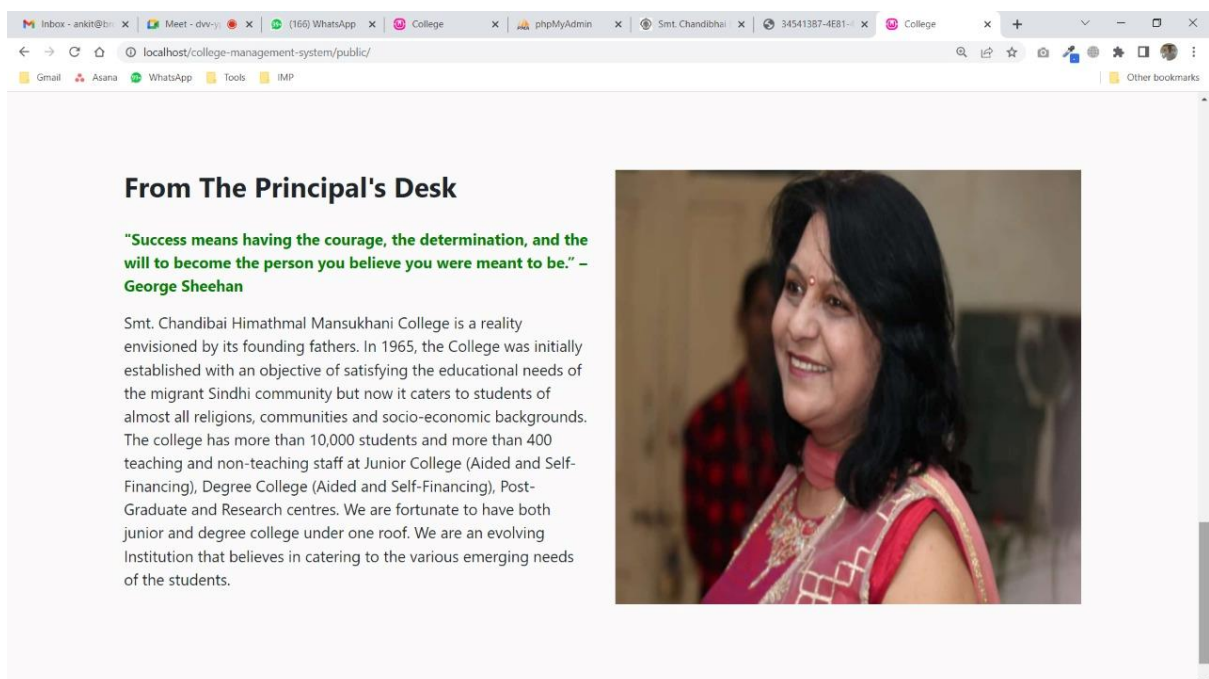 Inbox - ankit@bm
Meet - dvv-y
(166) WhatsApp
College
phpMyAdmin
Smt. Chandibhai
34541387-4E81-
College
localhost/college-management-system/public/
Gmail
Asana
WhatsApp
Tools
IMP
Other bookmarks
From The Principal's Desk
"Success means having the courage, the determination, and the
will to become the person you believe you were meant to be.” –
George Sheehan
Smt. Chandibai Himathmal Mansukhani College is a reality
envisioned by its founding fathers. In 1965, the College was initially
established with an objective of satisfying the educational needs of
the migrant Sindhi community but now it caters to students of
almost all religions, communities and socio-economic backgrounds.
The college has more than 10,000 students and more than 400
teaching and non-teaching staff at Junior College (Aided and Self-
Financing), Degree College (Aided and Self-Financing), Post-
Graduate and Research centres. We are fortunate to have both
junior and degree college under one roof. We are an evolving
Institution that believes in catering to the various emerging needs
of the students.